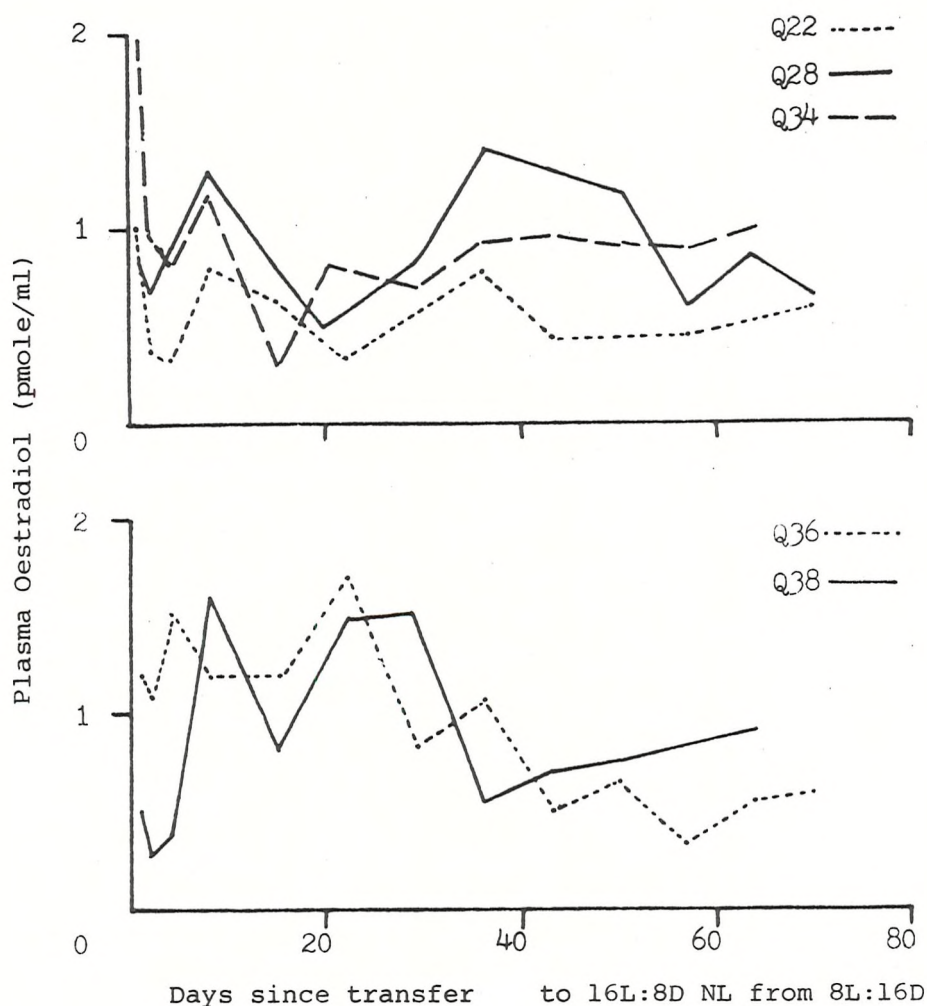 2
Q22
Q28
Q34
1
0
Plasma Oestradiol (pmole/ml)
2
Q36
Q38
1
0
20
40
60
80
Days since transfer to 16L:8D NL from 8L:16D